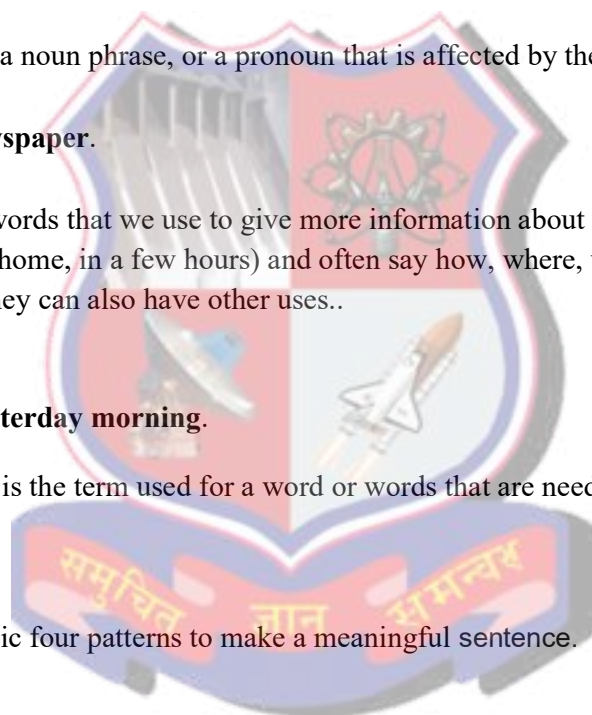 a noun phrase, or a pronoun that is affected by the
spaper.
words that we use to give more information about
home, in a few hours) and often say how, where,
ey can also have other uses..
terday morning.
is the term used for a word or words that are need
समुचित ज्ञान समन्वय
ic four patterns to make a meaningful sentence.